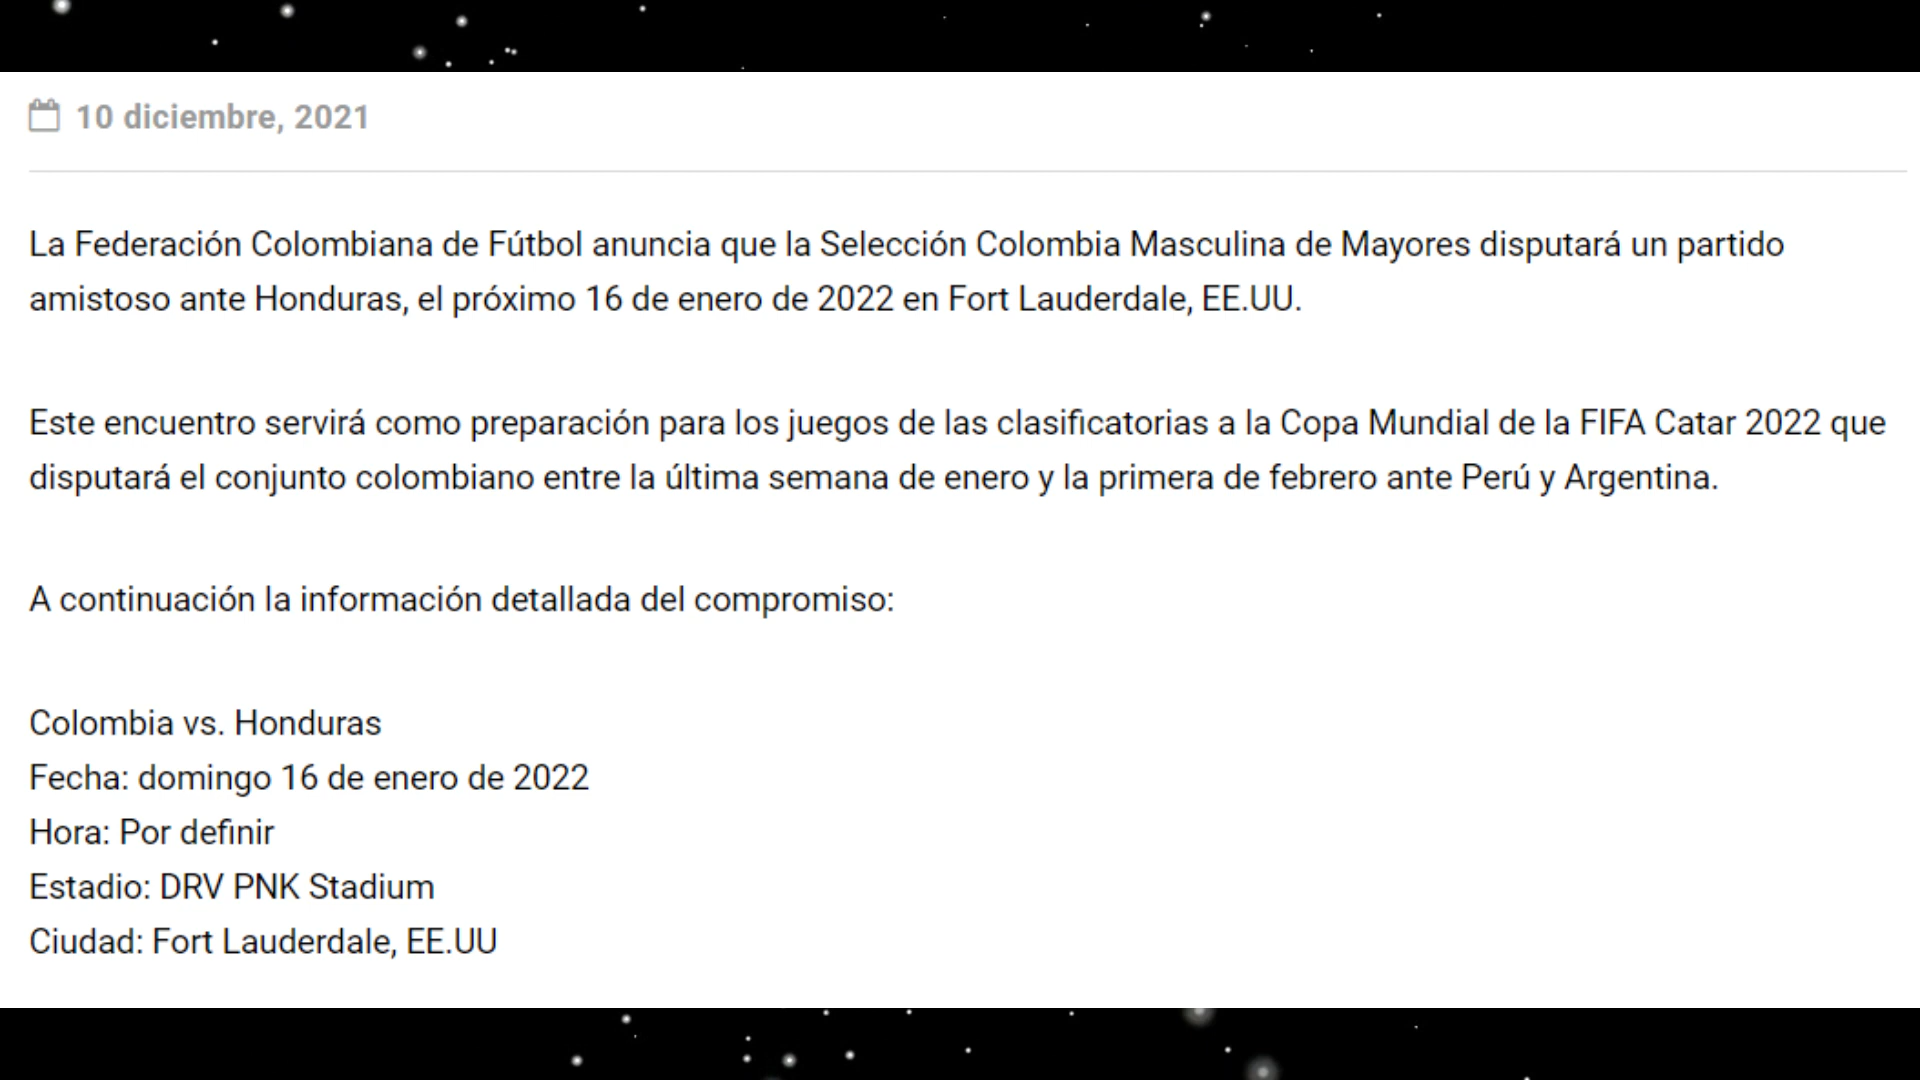 10 diciembre, 2021
La Federación Colombiana de Fútbol anuncia que la Selección Colombia Masculina de Mayores disputará un partido
amistoso ante Honduras, el próximo 16 de enero de 2022 en Fort Lauderdale, EE.UU.
Este encuentro servirá como preparación para los juegos de las clasificatorias a la Copa Mundial de la FIFA Catar 2022 que
disputará el conjunto colombiano entre la última semana de enero y la primera de febrero ante Perú y Argentina.
A continuación la información detallada del compromiso:
Colombia vs. Honduras
Fecha: domingo 16 de enero de 2022
Hora: Por definir
Estadio: DRV PNK Stadium
Ciudad: Fort Lauderdale, EE.UU